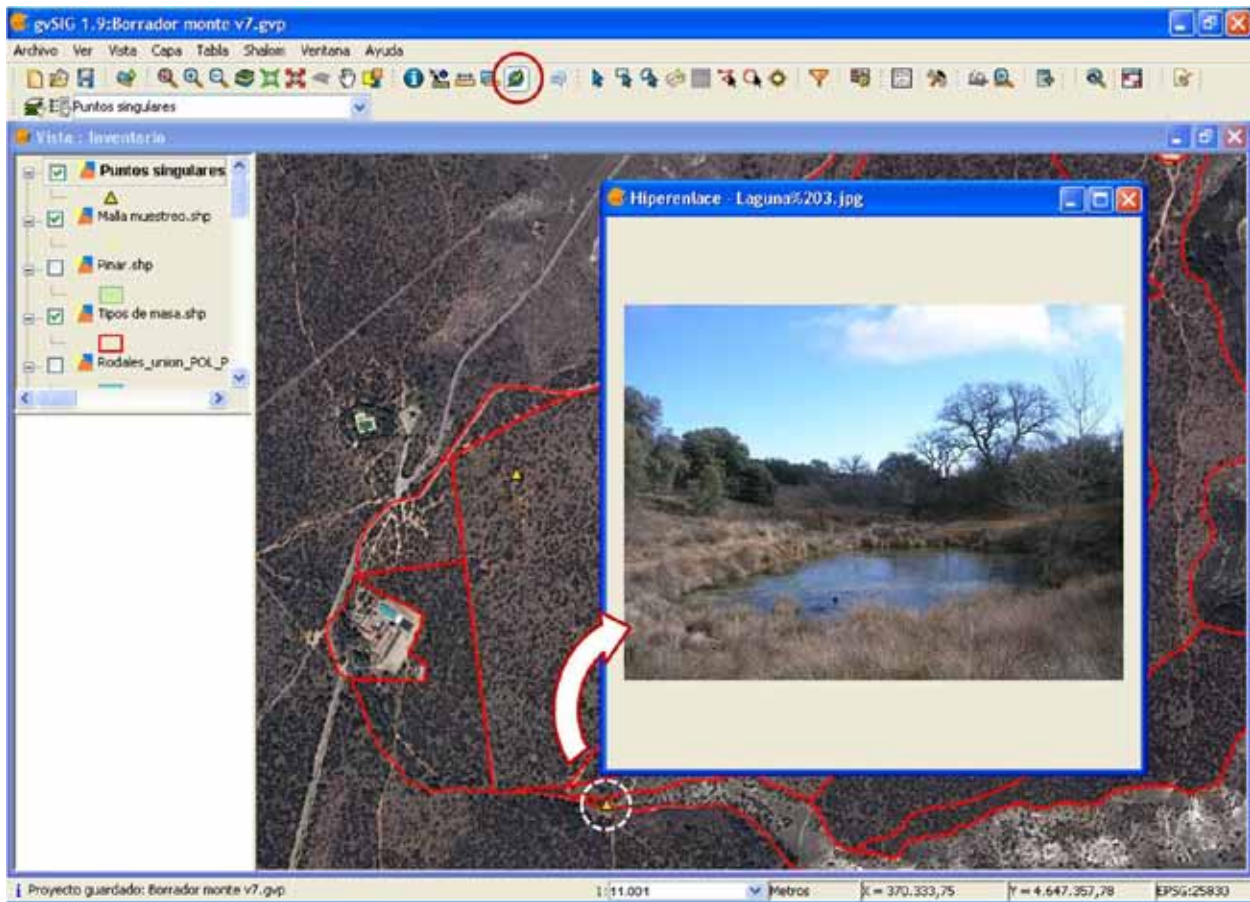 gvSIG 1.9:Borrador monte v7.gvp
Archivo Ver Vista Capa Tabla Shalom Ventana Ayuda
Puntos singulares
Vista : Inventario
Puntos singulares
Malla muestreo.shp
Pinar.shp
Tipos de masa.shp
Rodales_union_POL_P
Hiperenlace - Laguna%203.jpg
Proyecto guardado: Borrador monte v7.gvp 1: 11.001 Metros X = 370.333,75 Y = 4.647.357,78 EPSG:25830